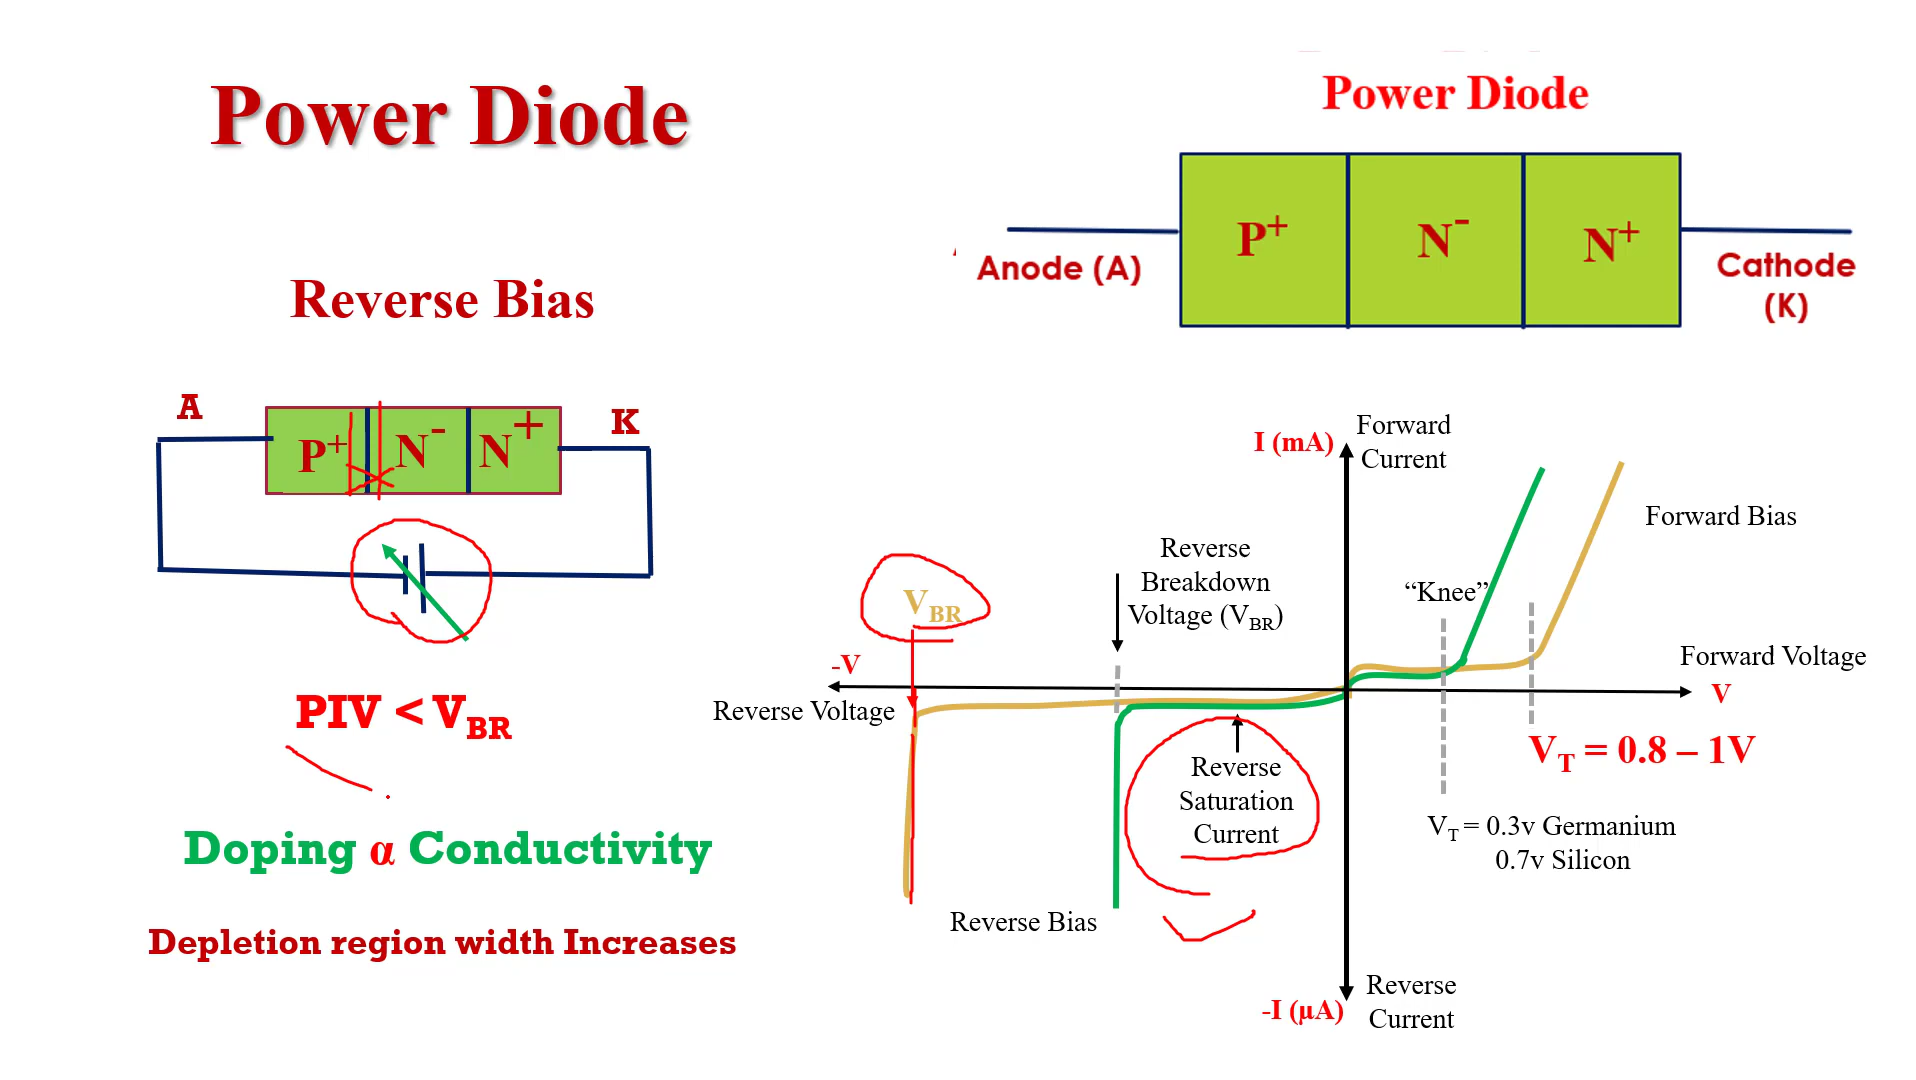 Power Diode
Reverse Bias
A
P+ N- N+
K
PIV < VBR
Doping α Conductivity
Depletion region width Increases
Power Diode
P+ N- N+
Anode (A)
Cathode
(K)
I (mA)
Forward
Current
Forward Bias
"Knee"
Reverse
Breakdown
Voltage (VBR)
VBR
-V
Reverse Voltage
Forward Voltage
V
VT = 0.8 – 1V
Reverse
Saturation
Current
VT = 0.3v Germanium
0.7v Silicon
Reverse Bias
-I (µA)
Reverse
Current